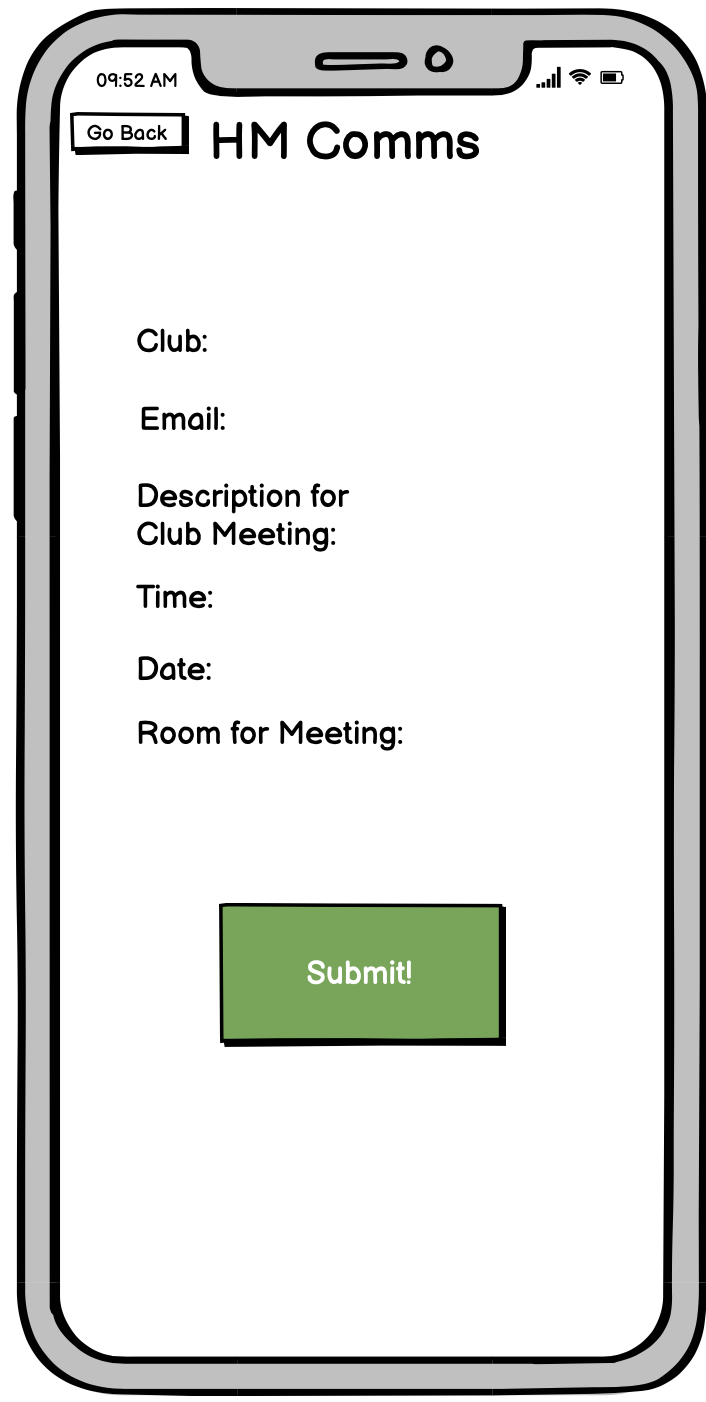 09:52 AM
Go Back
HM Comms
Club:
Email:
Description for
Club Meeting:
Time:
Date:
Room for Meeting:
Submit!